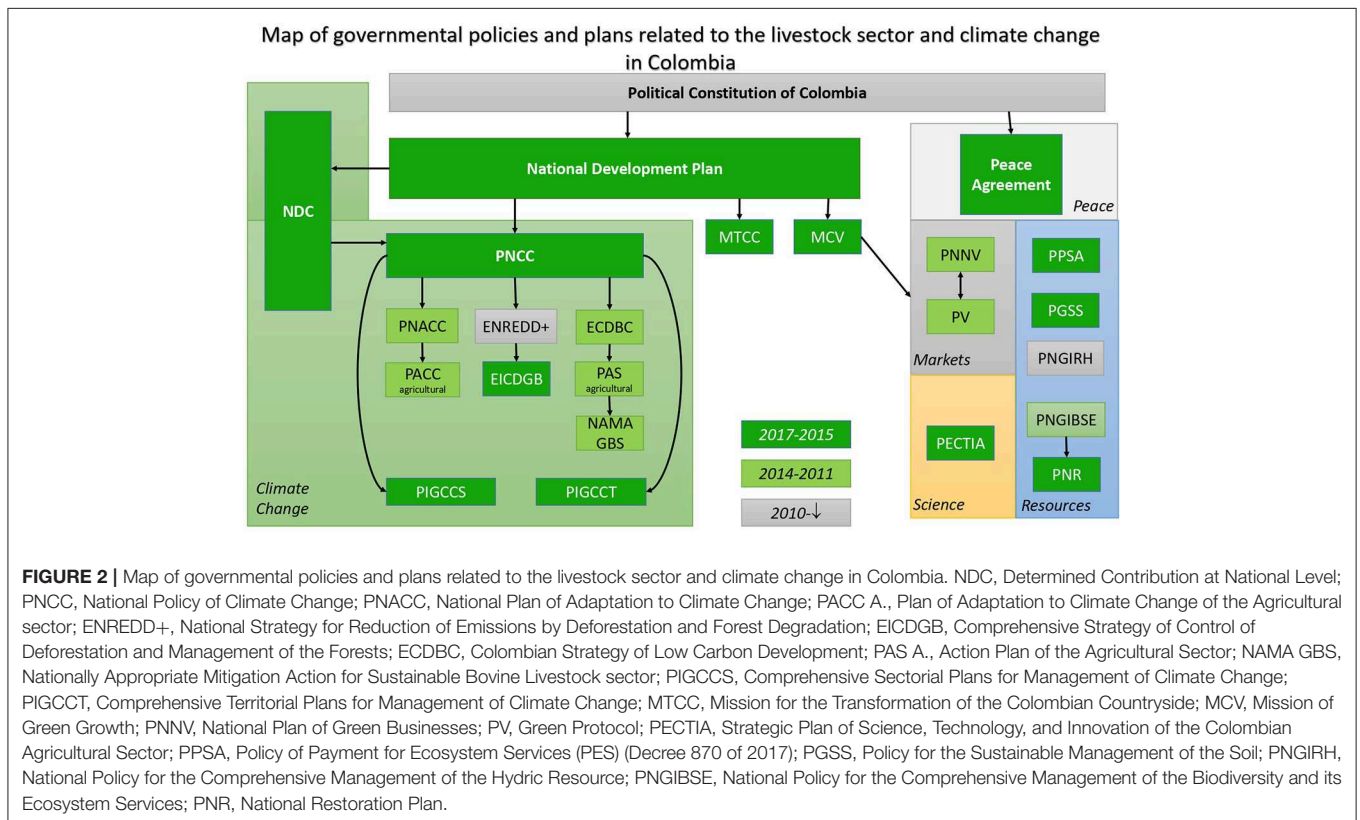 Map of governmental policies and plans related to the livestock sector and climate change
in Colombia
Political Constitution of Colombia
National Development Plan
NDC
Peace
Agreement
Peace
MTCC
MCV
PNCC
PNNV
PV
Markets
PPSA
PGSS
PNGIRH
PNGIBSE
PNR
Resources
PNACC
ENREDD+
ECDBC
PACC
agricultural
EICDGB
PAS
agricultural
NAMA
GBS
PECTIA
Science
2017-2015
2014-2011
2010-↓
PIGCCS
PIGCCT
Climate
Change
FIGURE 2 | Map of governmental policies and plans related to the livestock sector and climate change in Colombia. NDC, Determined Contribution at National Level;
PNCC, National Policy of Climate Change; PNACC, National Plan of Adaptation to Climate Change; PACC A., Plan of Adaptation to Climate Change of the Agricultural
sector; ENREDD+, National Strategy for Reduction of Emissions by Deforestation and Forest Degradation; EICDGB, Comprehensive Strategy of Control of
Deforestation and Management of the Forests; ECDBC, Colombian Strategy of Low Carbon Development; PAS A., Action Plan of the Agricultural Sector; NAMA GBS,
Nationally Appropriate Mitigation Action for Sustainable Bovine Livestock sector; PIGCCS, Comprehensive Sectorial Plans for Management of Climate Change;
PIGCCT, Comprehensive Territorial Plans for Management of Climate Change; MTCC, Mission for the Transformation of the Colombian Countryside; MCV, Mission of
Green Growth; PNNV, National Plan of Green Businesses; PV, Green Protocol; PECTIA, Strategic Plan of Science, Technology, and Innovation of the Colombian
Agricultural Sector; PPSA, Policy of Payment for Ecosystem Services (PES) (Decree 870 of 2017); PGSS, Policy for the Sustainable Management of the Soil; PNGIRH,
National Policy for the Comprehensive Management of the Hydric Resource; PNGIBSE, National Policy for the Comprehensive Management of the Biodiversity and its
Ecosystem Services; PNR, National Restoration Plan.